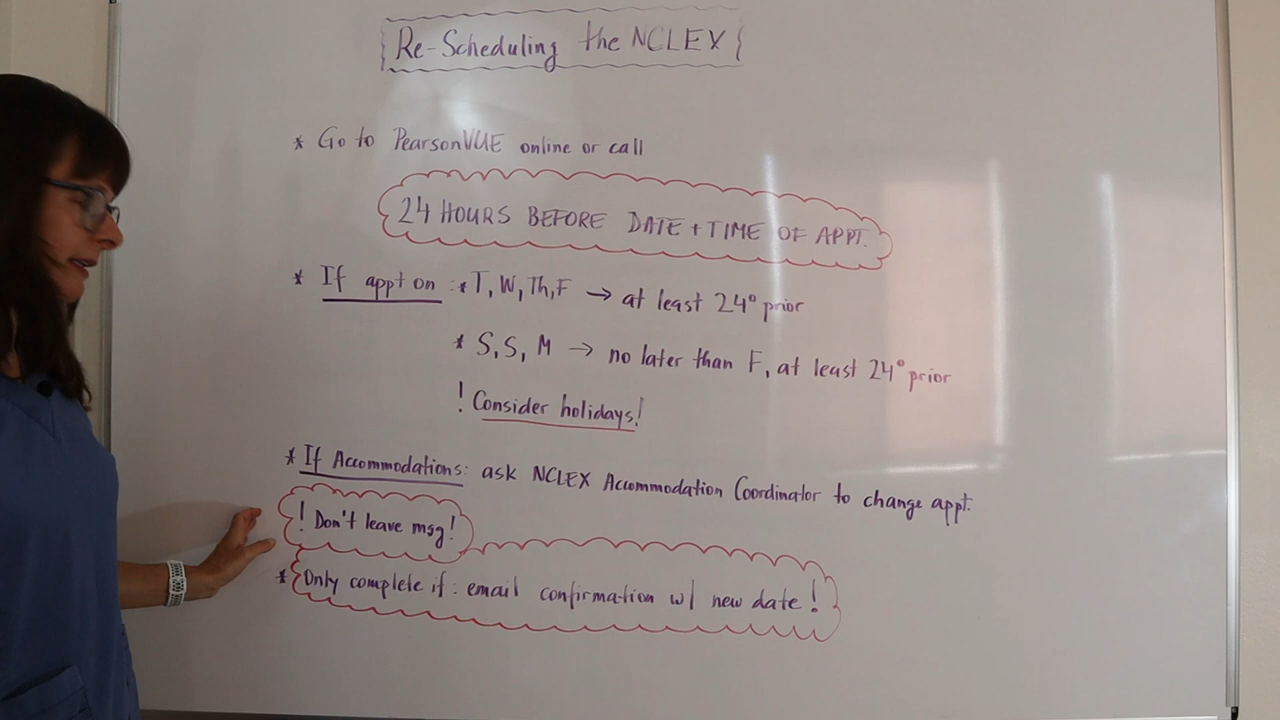 Re-Scheduling the NCLEX
* Go to PearsonVUE online or call
24 HOURS BEFORE DATE + TIME OF APPT.
* If appt on : * T, W, Th, F → at least 24° prior
* S, S, M → no later than F, at least 24° prior
! Consider holidays!
* If Accommodations: ask NCLEX Accommodation Coordinator to change appt.
! Don't leave msg!
* Only complete if: email confirmation w/ new date!